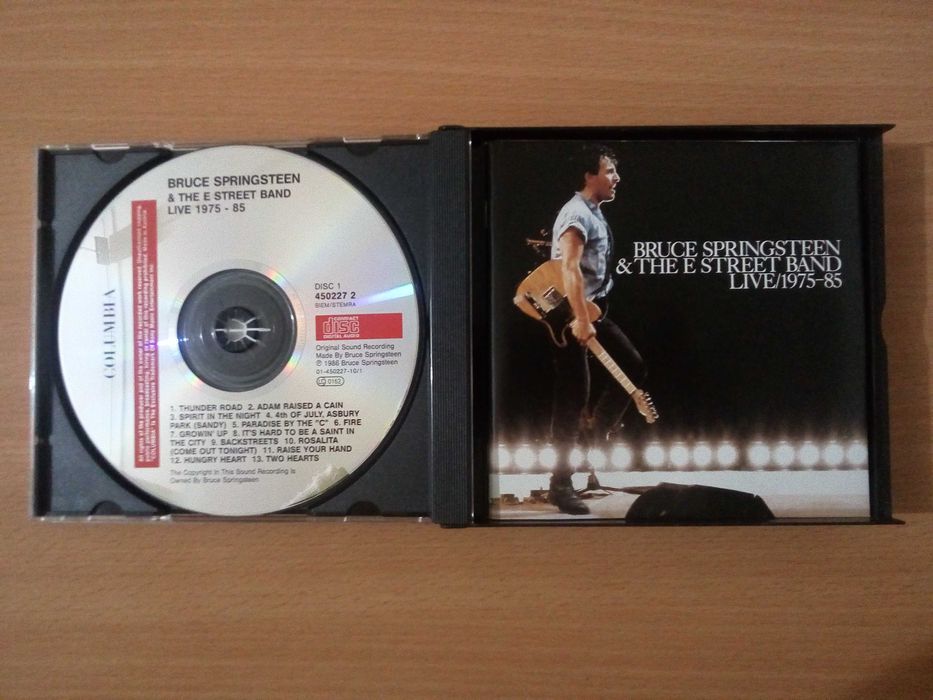 BRUCE SPRINGSTEEN
& THE E STREET BAND
LIVE 1975 - 85
COLUMBIA
DISC 1
450227 2
BIEM/STEMRA
COMPACT
disc
DIGITAL AUDIO
Original Sound Recording
Made By Bruce Springsteen
℗ 1986 Bruce Springsteen
01-450227-10/1
LC 0162
1. THUNDER ROAD 2. ADAM RAISED A CAIN
3. SPIRIT IN THE NIGHT 4. 4th OF JULY, ASBURY
PARK (SANDY) 5. PARADISE BY THE "C" 6. FIRE
7. GROWIN' UP 8. IT'S HARD TO BE A SAINT IN
THE CITY 9. BACKSTREETS 10. ROSALITA
(COME OUT TONIGHT) 11. RAISE YOUR HAND
12. HUNGRY HEART 13. TWO HEARTS
The Copyright In This Sound Recording Is
Owned By Bruce Springsteen
BRUCE SPRINGSTEEN
& THE E STREET BAND
LIVE/1975-85